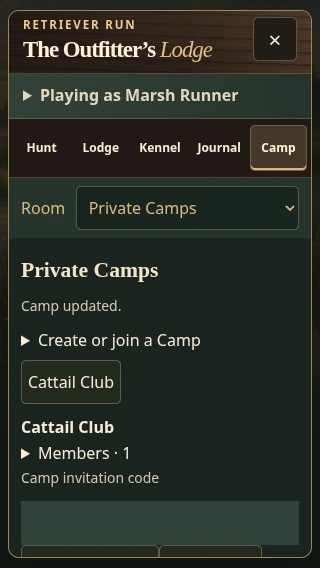 RETRIEVER RUN
The Outfitter’s Lodge
×
▶ Playing as Marsh Runner
Hunt Lodge Kennel Journal Camp
Room Private Camps
Private Camps
Camp updated.
▶ Create or join a Camp
Cattail Club
Cattail Club
▶ Members · 1
Camp invitation code